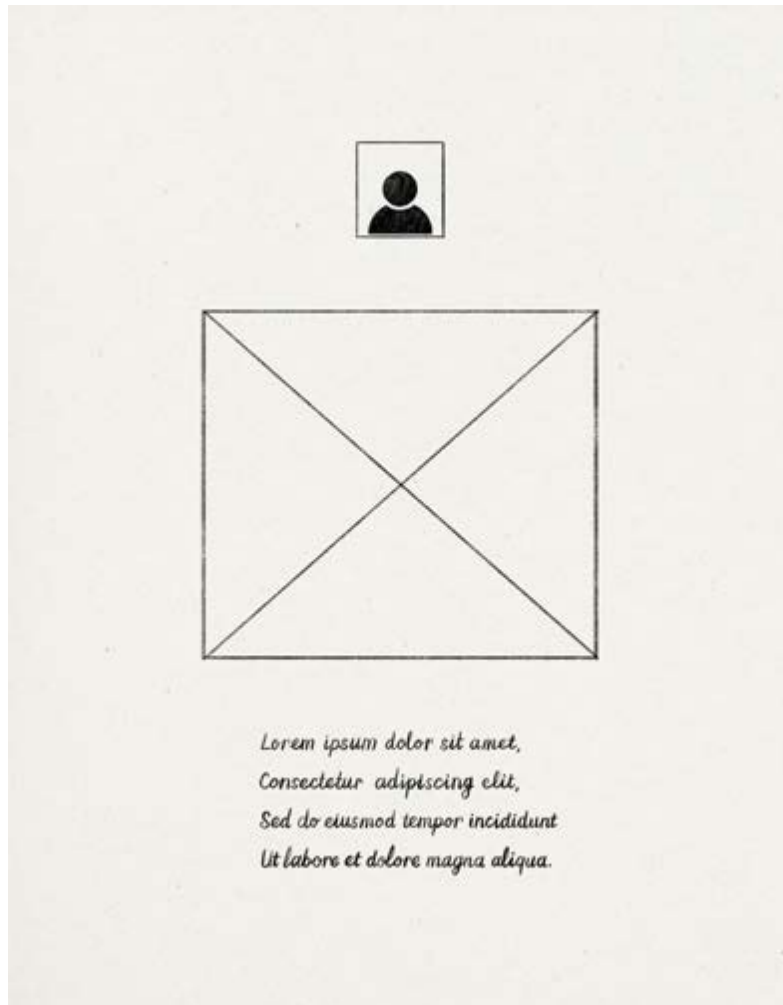 Lorem ipsum dolor sit amet,
Consectetur adipiscing elit,
Sed do eiusmod tempor incididunt
Ut labore et dolore magna aliqua.